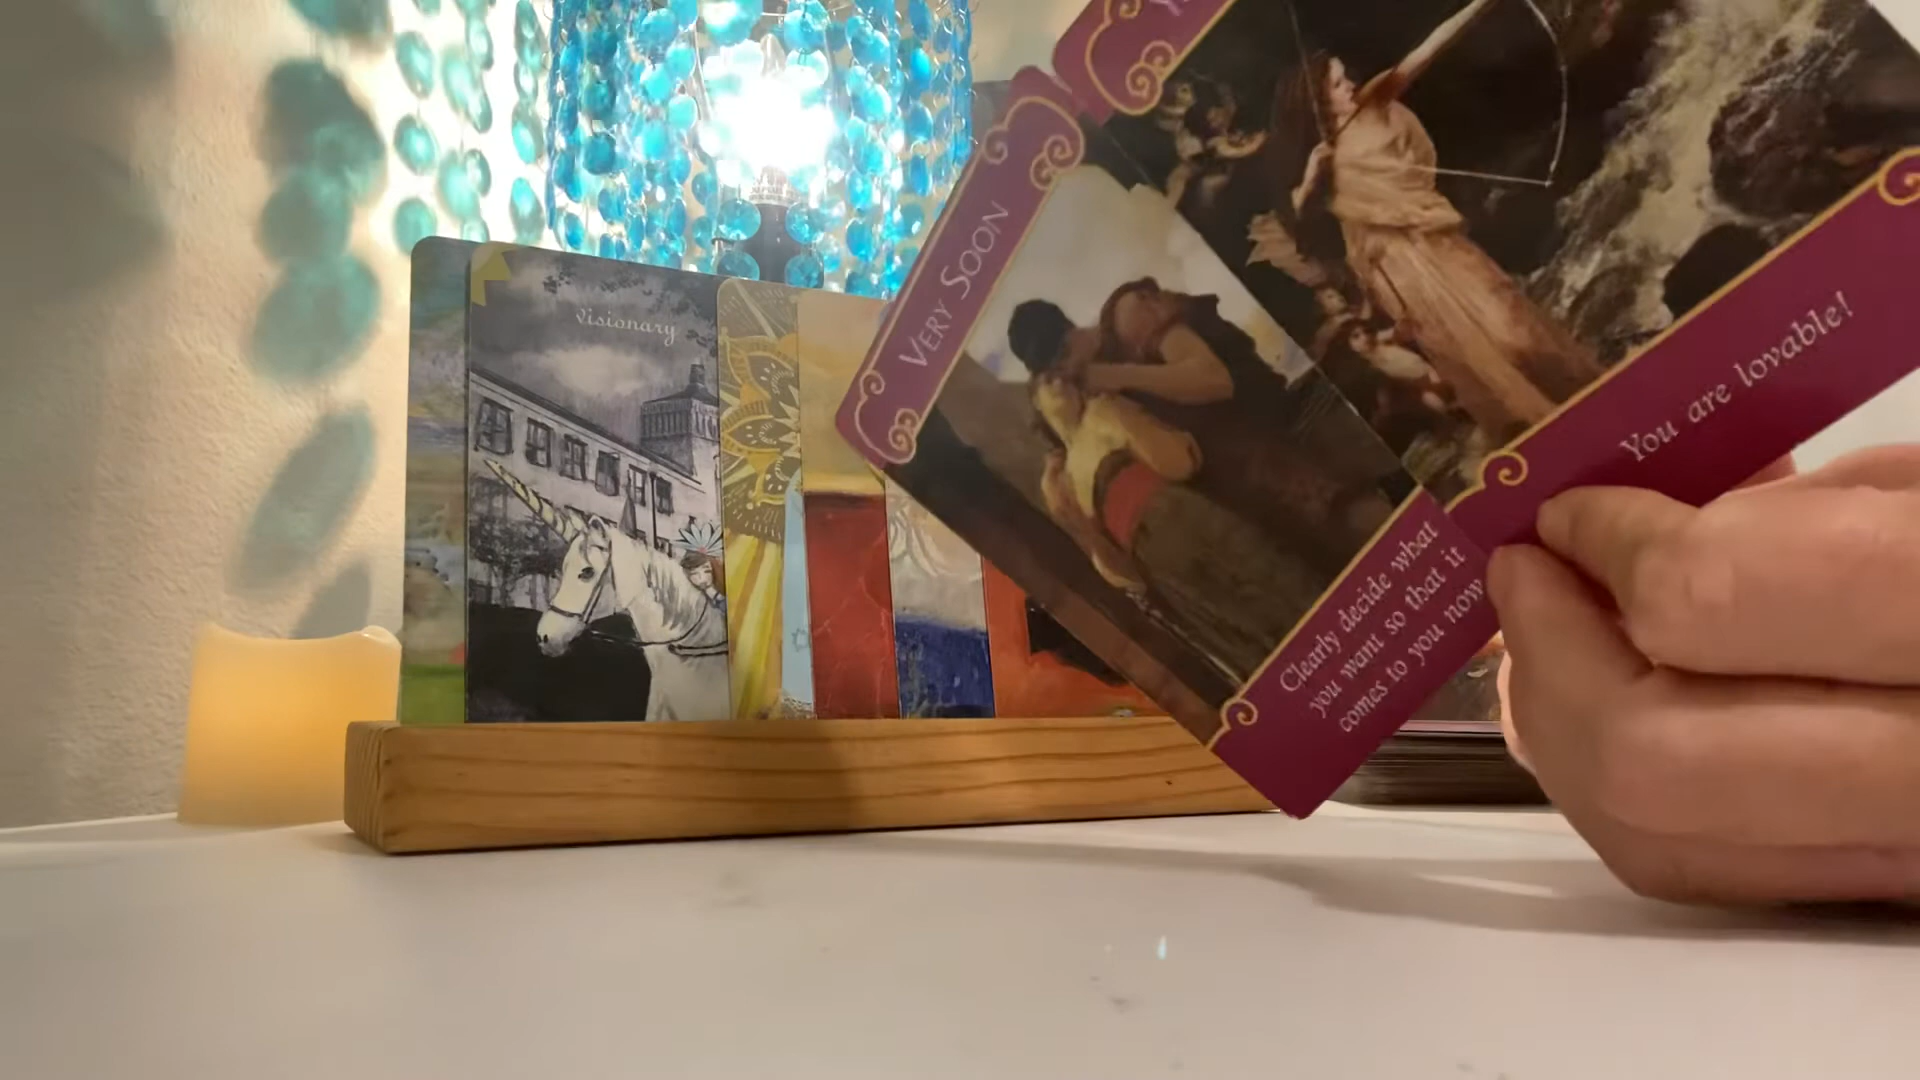 Visionary
VERY SOON
Clearly decide what
you want so that it
comes to you now
You are lovable!